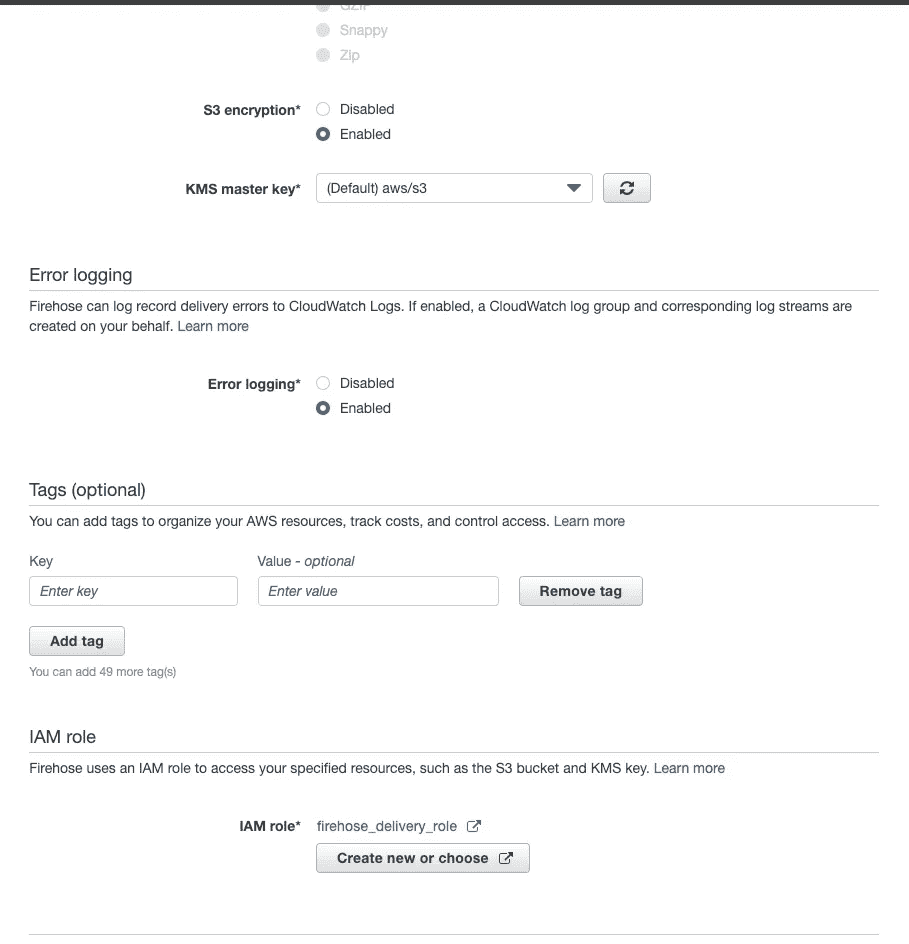 GZIP
Snappy
Zip
S3 encryption* Disabled
Enabled
KMS master key* (Default) aws/s3
Error logging
Firehose can log record delivery errors to CloudWatch Logs. If enabled, a CloudWatch log group and corresponding log streams are
created on your behalf. Learn more
Error logging* Disabled
Enabled
Tags (optional)
You can add tags to organize your AWS resources, track costs, and control access. Learn more
Key Value - optional
Enter key Enter value Remove tag
Add tag
You can add 49 more tag(s)
IAM role
Firehose uses an IAM role to access your specified resources, such as the S3 bucket and KMS key. Learn more
IAM role* firehose_delivery_role
Create new or choose